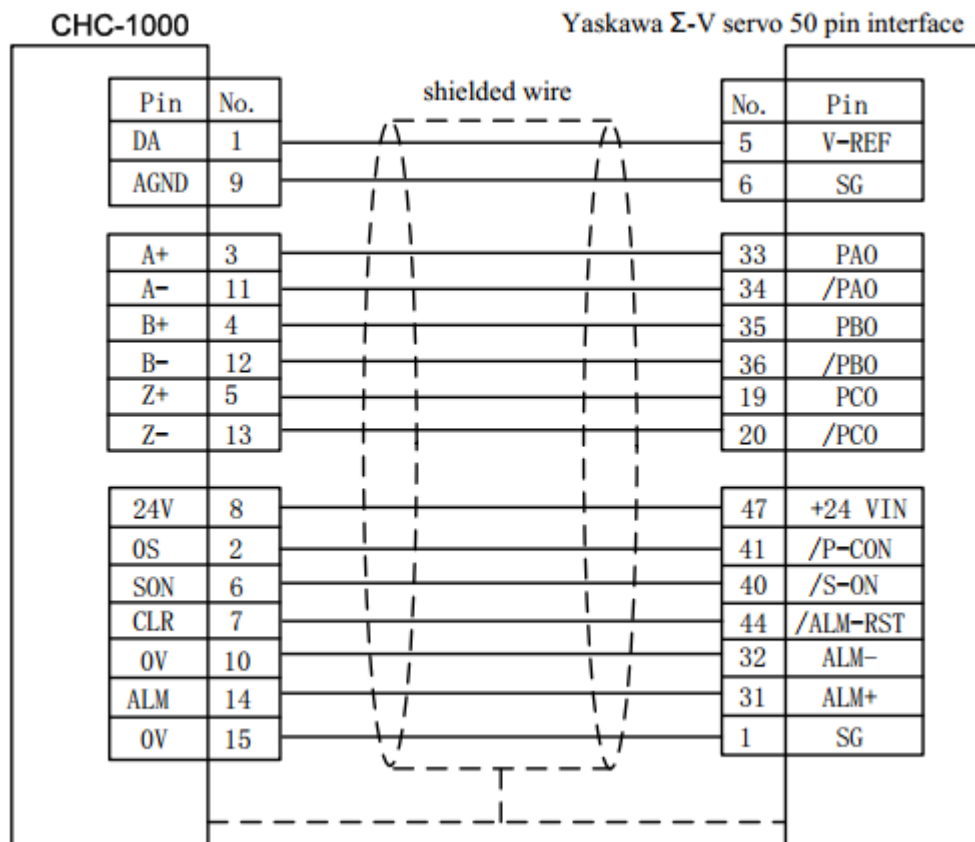 CHC-1000 Yaskawa Σ-V servo 50 pin interface
shielded wire
Pin No. No. Pin
DA 1 5 V-REF
AGND 9 6 SG
A+ 3 33 PAO
A- 11 34 /PAO
B+ 4 35 PBO
B- 12 36 /PBO
Z+ 5 19 PCO
Z- 13 20 /PCO
24V 8 47 +24 VIN
OS 2 41 /P-CON
SON 6 40 /S-ON
CLR 7 44 /ALM-RST
0V 10 32 ALM-
ALM 14 31 ALM+
0V 15 1 SG